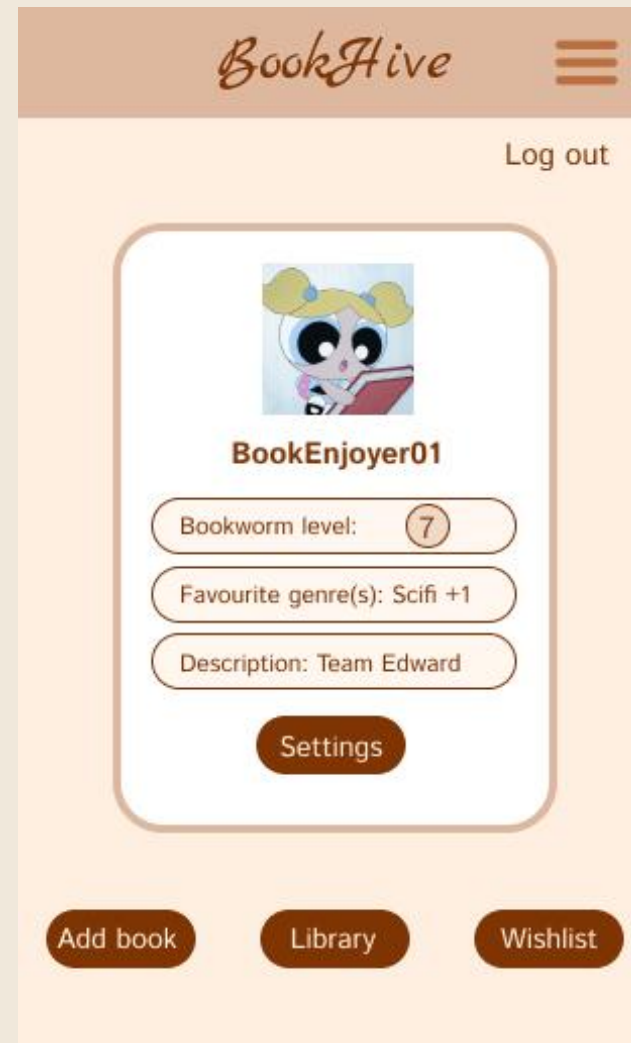 BookHive
Log out
BookEnjoyer01
Bookworm level: 7
Favourite genre(s): Scifi +1
Description: Team Edward
Settings
Add book Library Wishlist